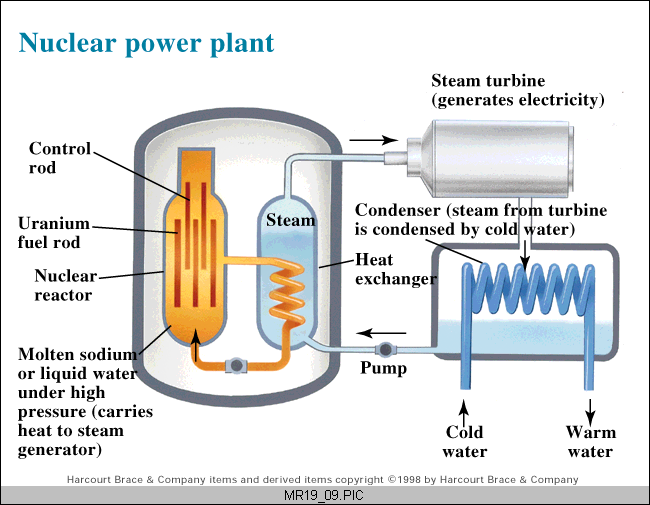 Nuclear power plant
Steam turbine
(generates electricity)
Control
rod
Uranium
fuel rod
Nuclear
reactor
Steam
Condenser (steam from turbine
is condensed by cold water)
Heat
exchanger
Molten sodium
or liquid water
under high
pressure (carries
heat to steam
generator)
Pump
Cold
water
Warm
water
Harcourt Brace & Company items and derived items copyright ©1998 by Harcourt Brace & Company
MR19_09.PIC